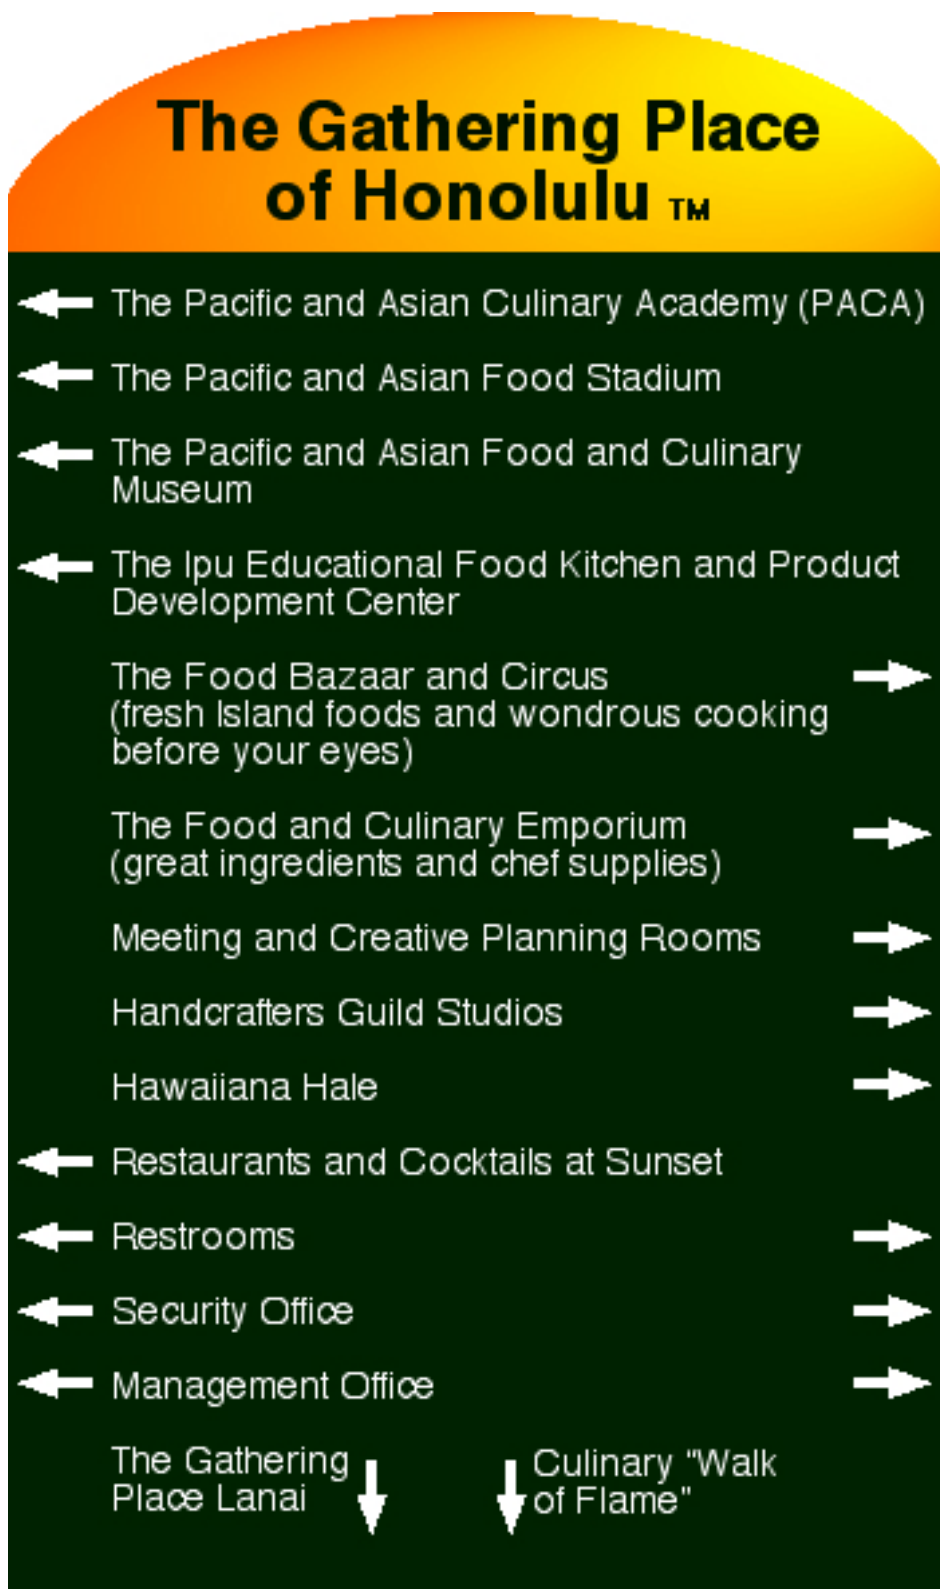 The Gathering Place
of Honolulu TM
The Pacific and Asian Culinary Academy (PACA)
The Pacific and Asian Food Stadium
The Pacific and Asian Food and Culinary
Museum
The Ipu Educational Food Kitchen and Product
Development Center
The Food Bazaar and Circus
(fresh Island foods and wondrous cooking
before your eyes)
The Food and Culinary Emporium
(great ingredients and chef supplies)
Meeting and Creative Planning Rooms
Handcrafters Guild Studios
Hawaiiana Hale
Restaurants and Cocktails at Sunset
Restrooms
Security Office
Management Office
The Gathering
Place Lanai
Culinary "Walk
of Flame"